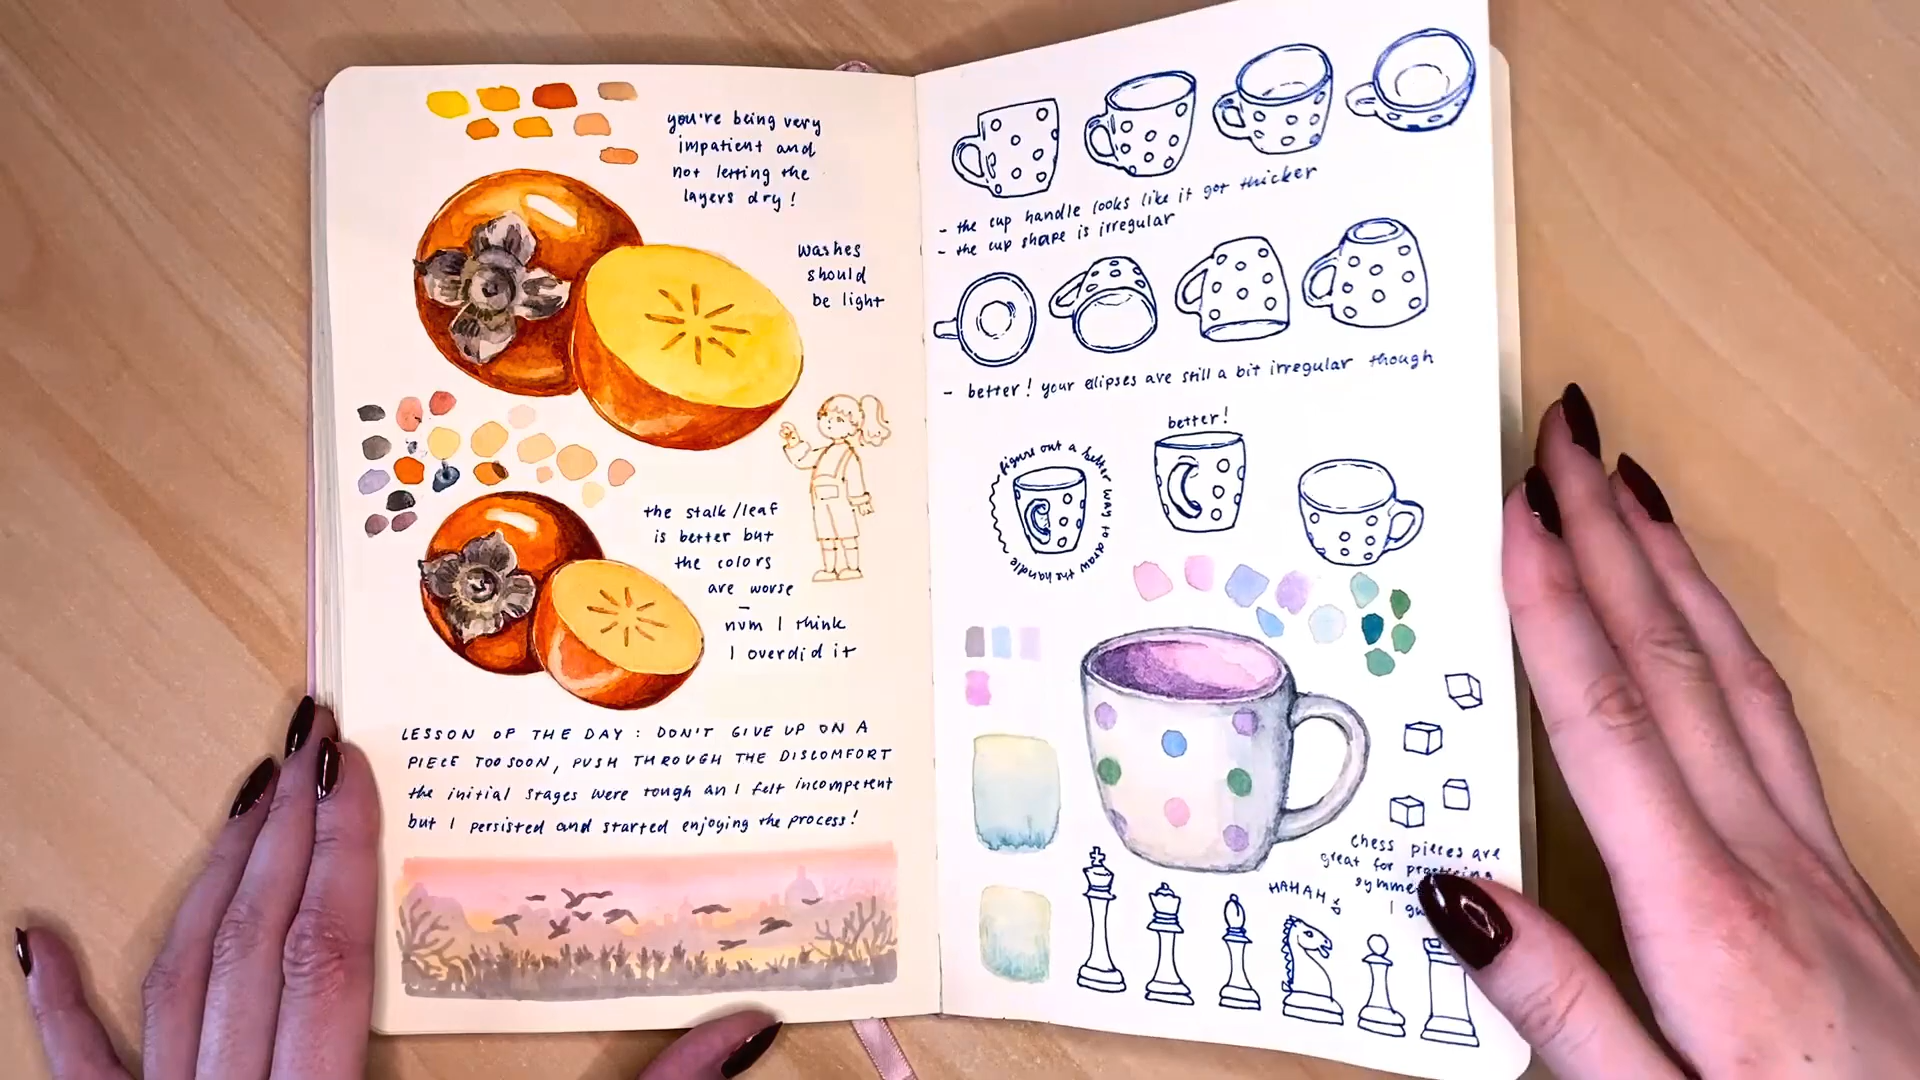 you're being very
impatient and
not letting the
layers dry!
washes
should
be light
the stalk/leaf
is better but
the colors
are worse
num I think
I overdid it
LESSON OF THE DAY: DON'T GIVE UP ON A
PIECE TOO SOON, PUSH THROUGH THE DISCOMFORT
the initial stages were tough an I felt incompetent
but I persisted and started enjoying the process!
- the cup handle looks like it got thicker
- the cup shape is irregular
- better! your ellipses are still a bit irregular though
figure out a better way to draw the handle
better!
chess pieces are
great for practicing
I
HAHAH